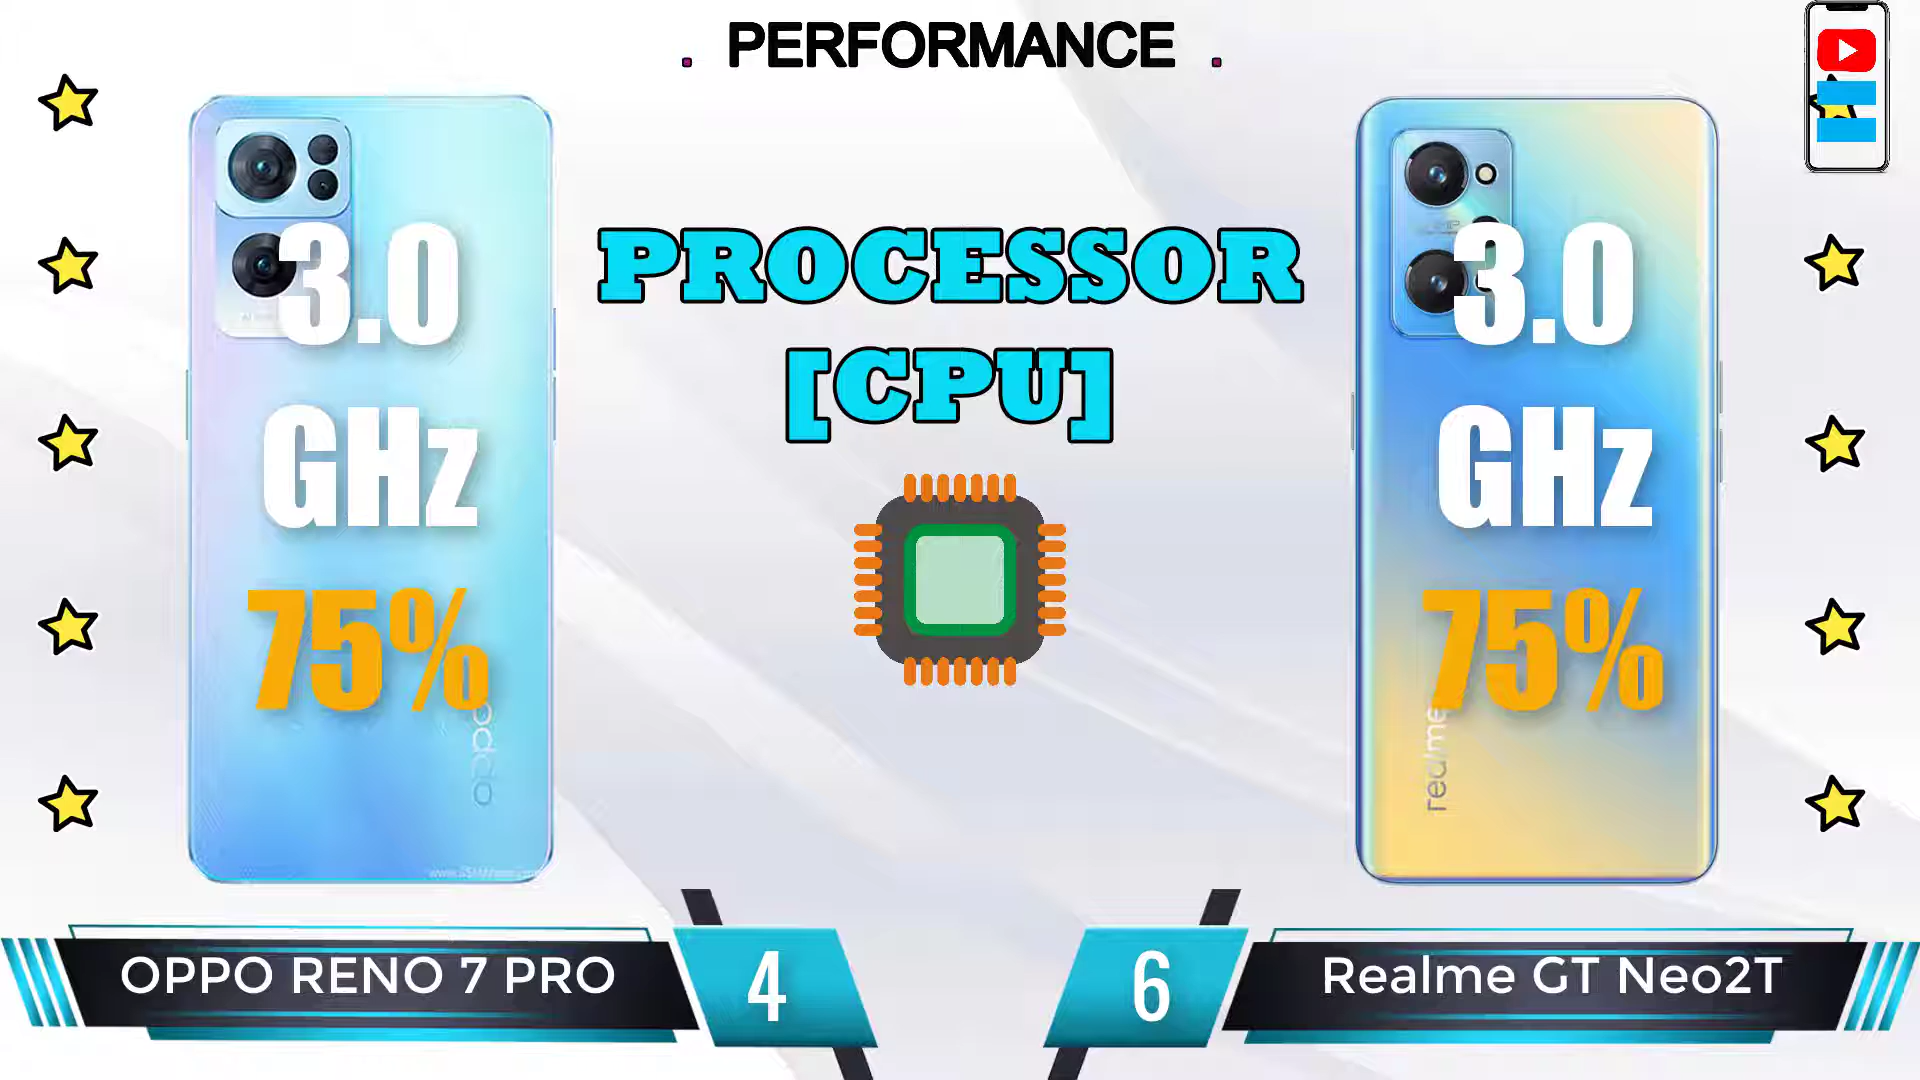 . PERFORMANCE .
PROCESSOR
[CPU]
3.0
GHz
75%
oppo
3.0
GHz
75%
realme
OPPO RENO 7 PRO
4
6
Realme GT Neo2T